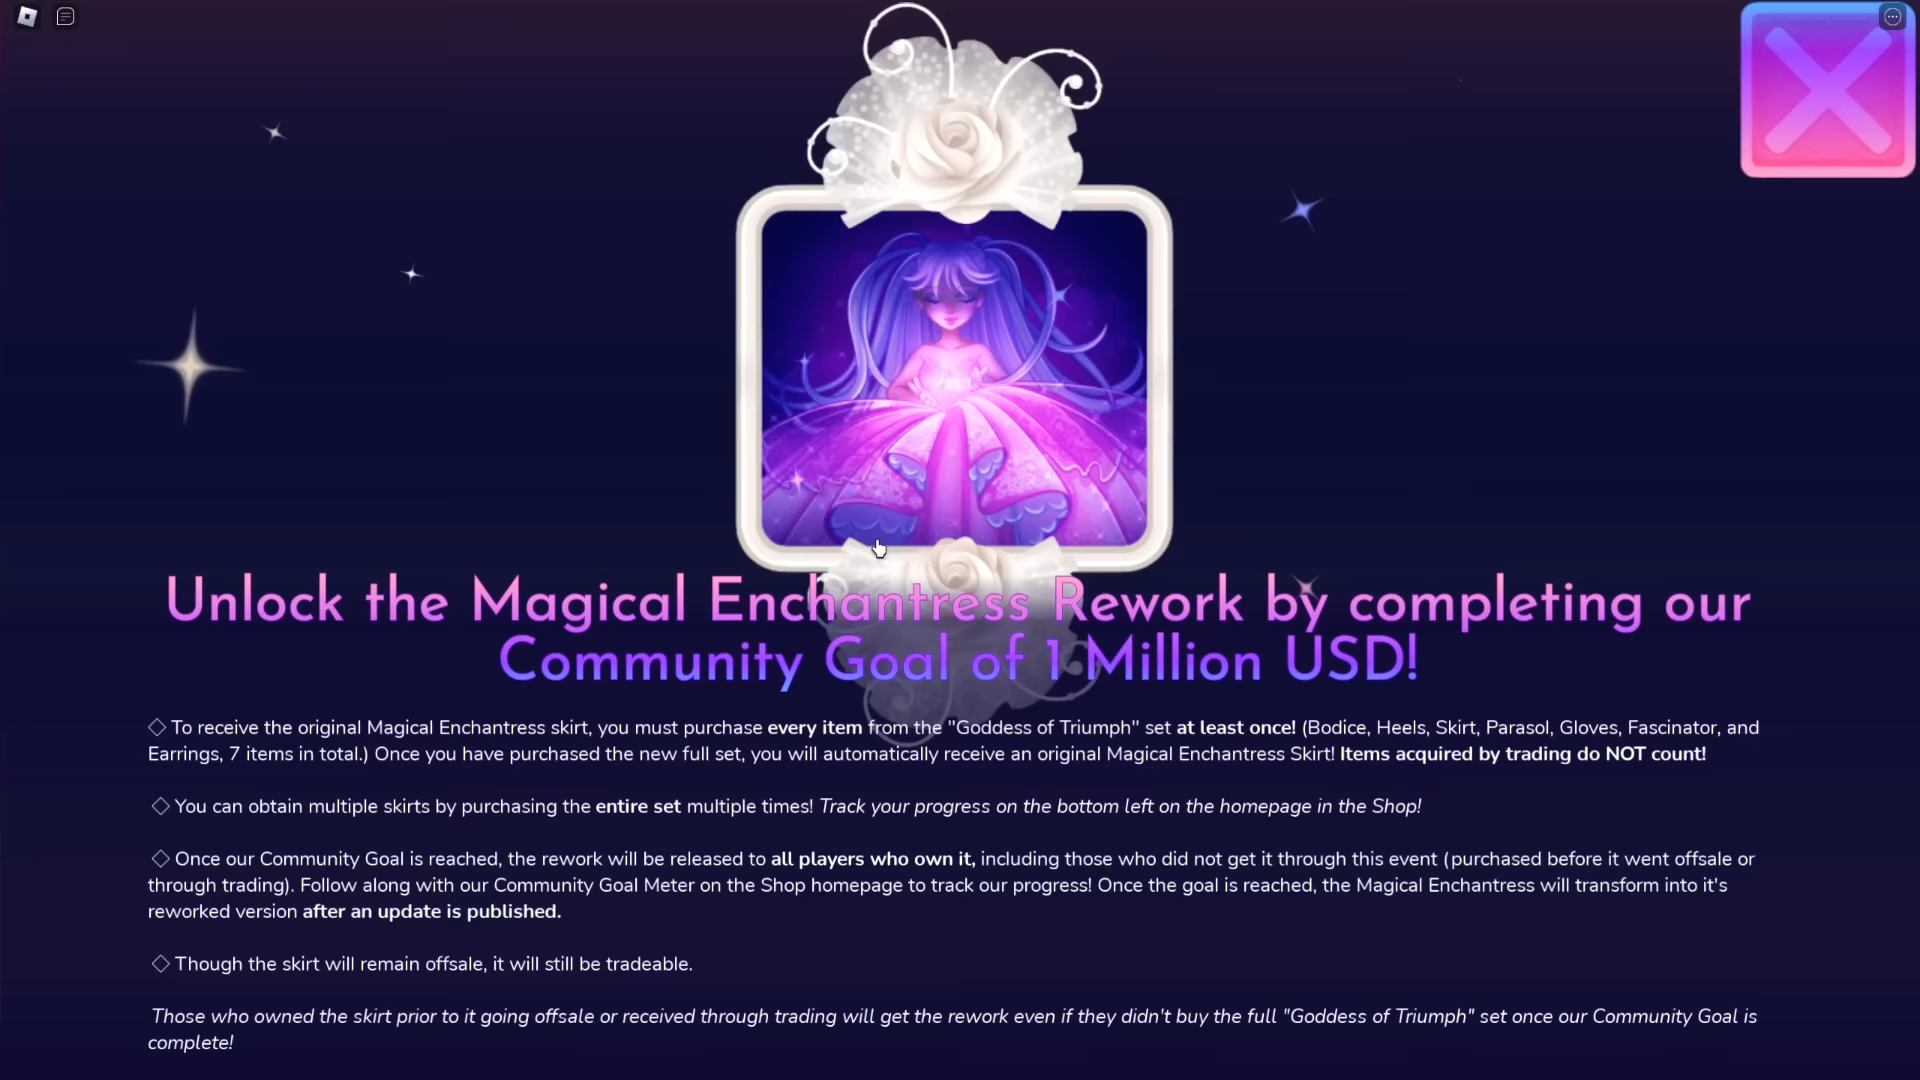 Unlock the Magical Enchantress Rework by completing our
Community Goal of 1 Million USD!
◇ To receive the original Magical Enchantress skirt, you must purchase every item from the "Goddess of Triumph" set at least once! (Bodice, Heels, Skirt, Parasol, Gloves, Fascinator, and
Earrings, 7 items in total.) Once you have purchased the new full set, you will automatically receive an original Magical Enchantress Skirt! Items acquired by trading do NOT count!
◇ You can obtain multiple skirts by purchasing the entire set multiple times! Track your progress on the bottom left on the homepage in the Shop!
◇ Once our Community Goal is reached, the rework will be released to all players who own it, including those who did not get it through this event (purchased before it went offsale or
through trading). Follow along with our Community Goal Meter on the Shop homepage to track our progress! Once the goal is reached, the Magical Enchantress will transform into it's
reworked version after an update is published.
◇ Though the skirt will remain offsale, it will still be tradeable.
Those who owned the skirt prior to it going offsale or received through trading will get the rework even if they didn't buy the full "Goddess of Triumph" set once our Community Goal is
complete!